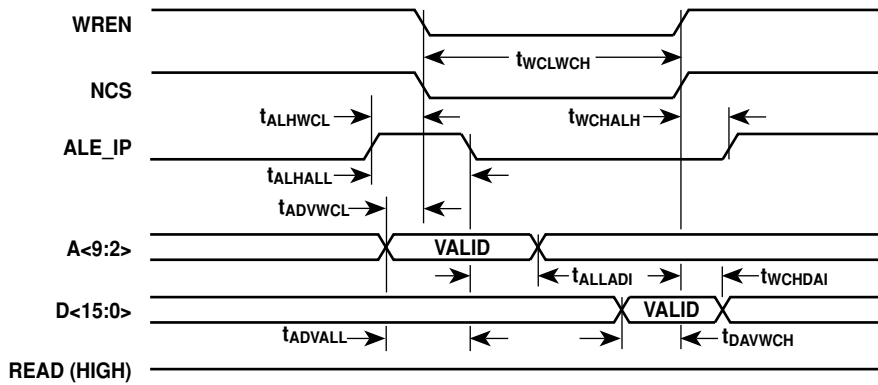 WREN
tWCLWCH
NCS
tALHWCL tWCHALH
ALE_IP
tALHALL
tADVWCL
A<9:2> VALID
tALLADI tWCHDAI
D<15:0> VALID
tADVALL tDAVWCH
READ (HIGH)